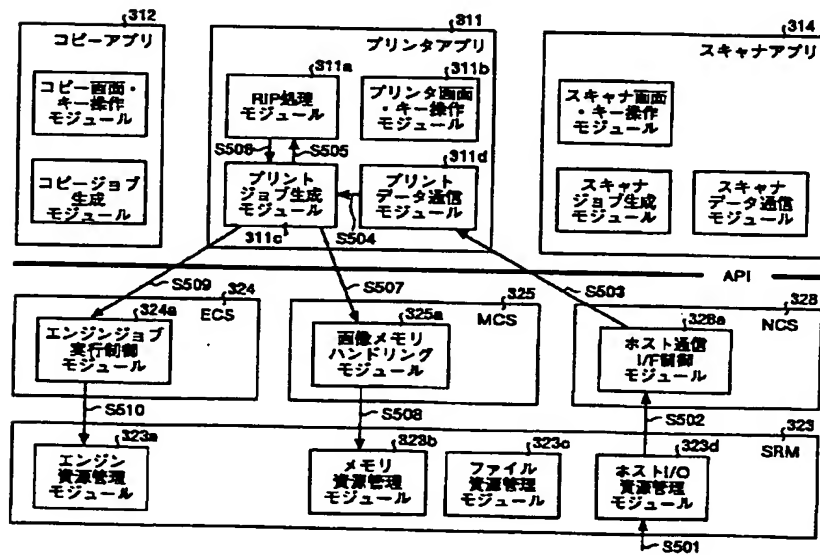 312
コピーアプリ
コピー画面・
キー操作
モジュール
コピージョブ
生成
モジュール
311
プリンタアプリ
311a
RIP処理
モジュール
311b
プリンタ画面
・キー操作
モジュール
S506
S505
311d
プリント
ジョブ生成
モジュール
プリント
データ通信
モジュール
S504
311c
314
スキャナアプリ
スキャナ画面
・キー操作
モジュール
スキャナ
ジョブ生成
モジュール
スキャナ
データ通信
モジュール
API
S509
S507
S503
324
ECS
324a
エンジンジョブ
実行制御
モジュール
325
MCS
325a
画像メモリ
ハンドリング
モジュール
328
NCS
328a
ホスト通信
I/F制御
モジュール
S510
S508
S502
323
SRM
323a
エンジン
資源管理
モジュール
323b
メモリ
資源管理
モジュール
323c
ファイル
資源管理
モジュール
323d
ホストI/O
資源管理
モジュール
S501